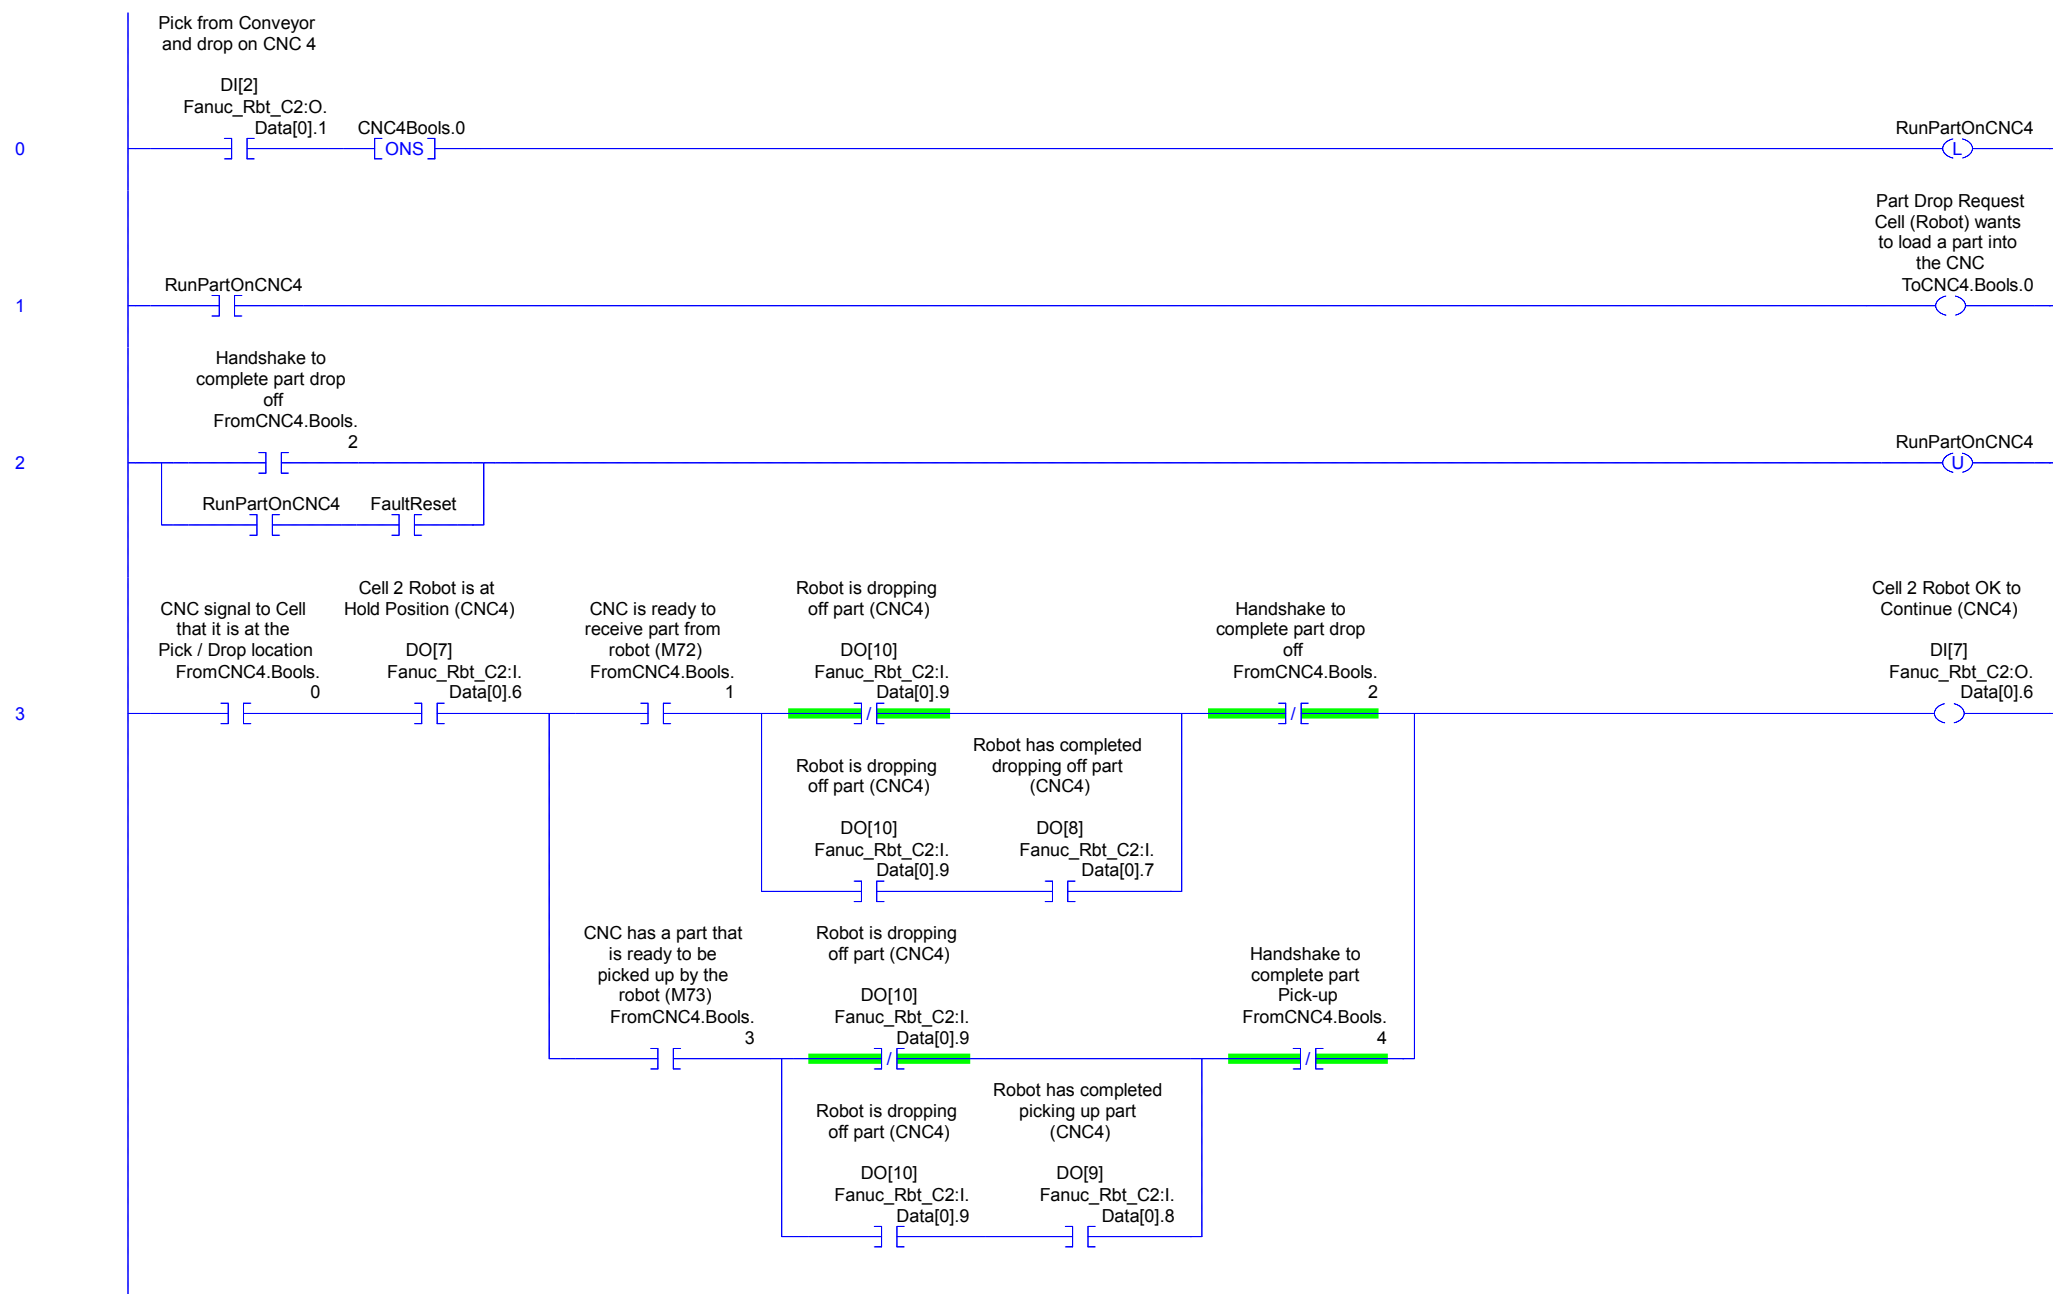 Pick from Conveyor
and drop on CNC 4
DI[2]
Fanuc_Rbt_C2:O.
Data[0].1
CNC4Bools.0
RunPartOnCNC4
0
ONS
L
Part Drop Request
Cell (Robot) wants
to load a part into
the CNC
ToCNC4.Bools.0
RunPartOnCNC4
1
Handshake to
complete part drop
off
FromCNC4.Bools.
2
RunPartOnCNC4
2
U
RunPartOnCNC4
FaultReset
CNC signal to Cell
that it is at the
Pick / Drop location
FromCNC4.Bools.
0
Cell 2 Robot is at
Hold Position (CNC4)
DO[7]
Fanuc_Rbt_C2:I.
Data[0].6
CNC is ready to
receive part from
robot (M72)
FromCNC4.Bools.
1
Robot is dropping
off part (CNC4)
DO[10]
Fanuc_Rbt_C2:I.
Data[0].9
Handshake to
complete part drop
off
FromCNC4.Bools.
2
Cell 2 Robot OK to
Continue (CNC4)
DI[7]
Fanuc_Rbt_C2:O.
Data[0].6
3
/
/
Robot is dropping
off part (CNC4)
DO[10]
Fanuc_Rbt_C2:I.
Data[0].9
Robot has completed
dropping off part
(CNC4)
DO[8]
Fanuc_Rbt_C2:I.
Data[0].7
CNC has a part that
is ready to be
picked up by the
robot (M73)
FromCNC4.Bools.
3
Robot is dropping
off part (CNC4)
DO[10]
Fanuc_Rbt_C2:I.
Data[0].9
Handshake to
complete part
Pick-up
FromCNC4.Bools.
4
/
/
Robot is dropping
off part (CNC4)
DO[10]
Fanuc_Rbt_C2:I.
Data[0].9
Robot has completed
picking up part
(CNC4)
DO[9]
Fanuc_Rbt_C2:I.
Data[0].8